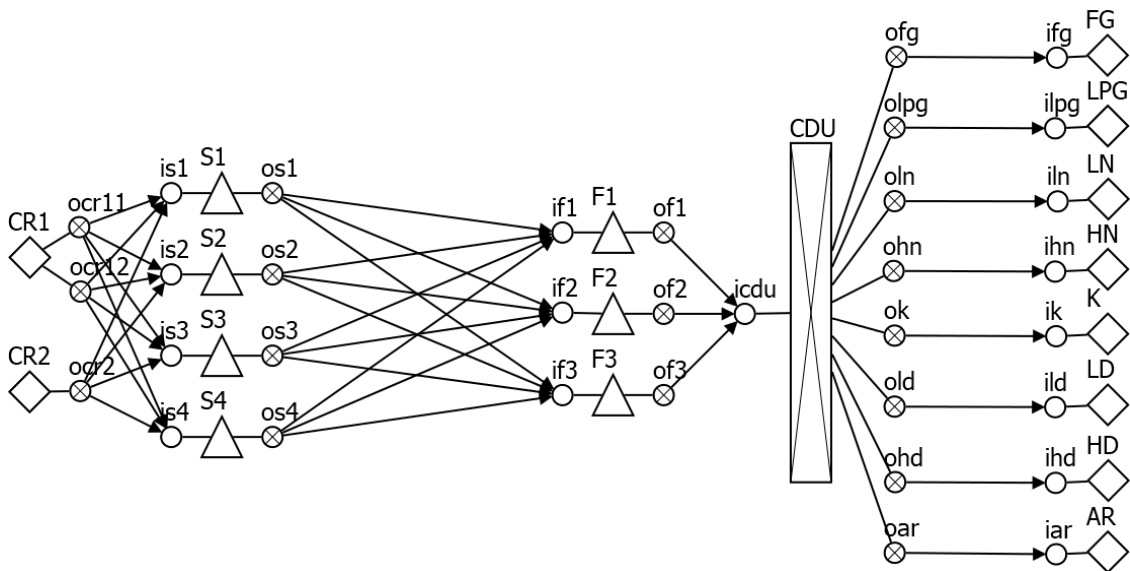 CR1
CR2
ocr11
ocr12
ocr2
is1
is2
is3
is4
S1
S2
S3
S4
os1
os2
os3
os4
if1
if2
if3
F1
F2
F3
of1
of2
of3
icdu
CDU
ofg
olpg
oln
ohn
ok
old
ohd
oar
ifg
ilpg
iln
ihn
ik
ild
ihd
iar
FG
LPG
LN
HN
K
LD
HD
AR